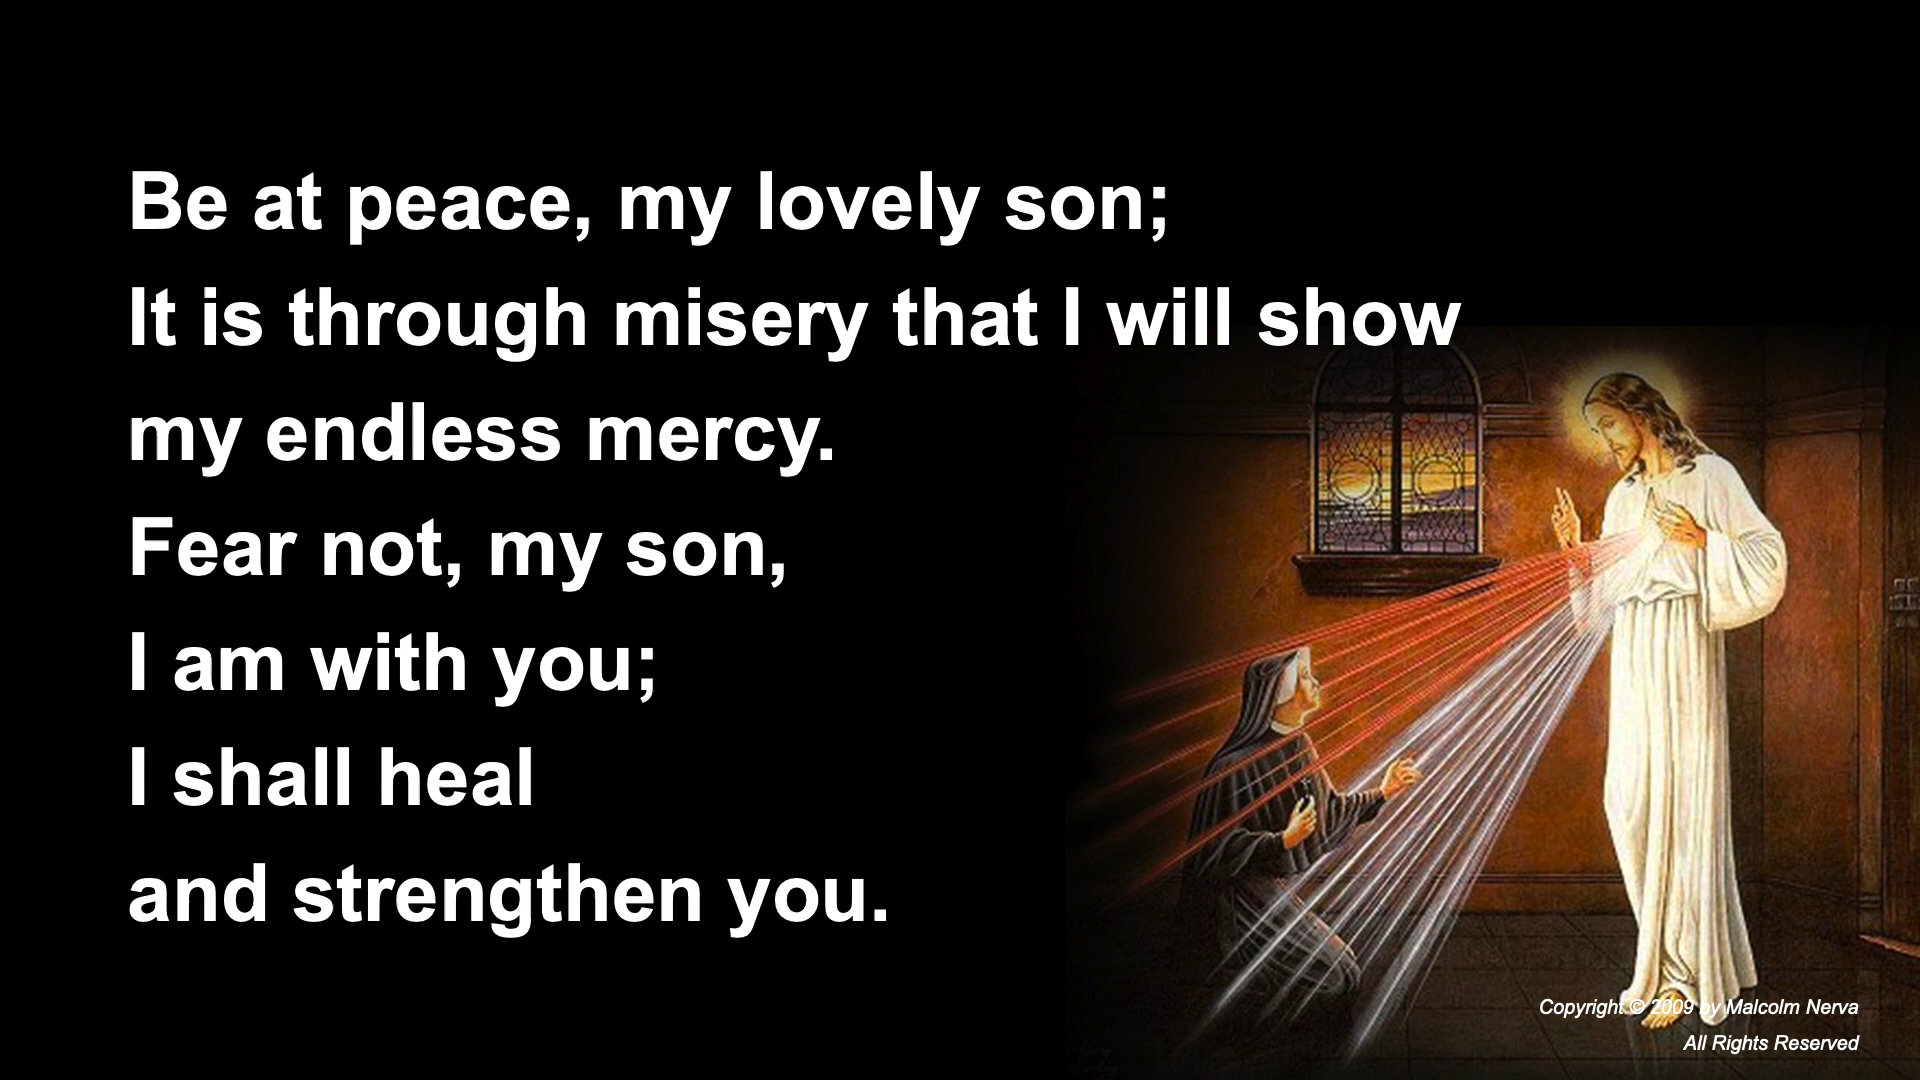 Be at peace, my lovely son;
It is through misery that I will show
my endless mercy.
Fear not, my son,
I am with you;
I shall heal
and strengthen you.
Copyright © 2009 by Malcolm Nerva
All Rights Reserved